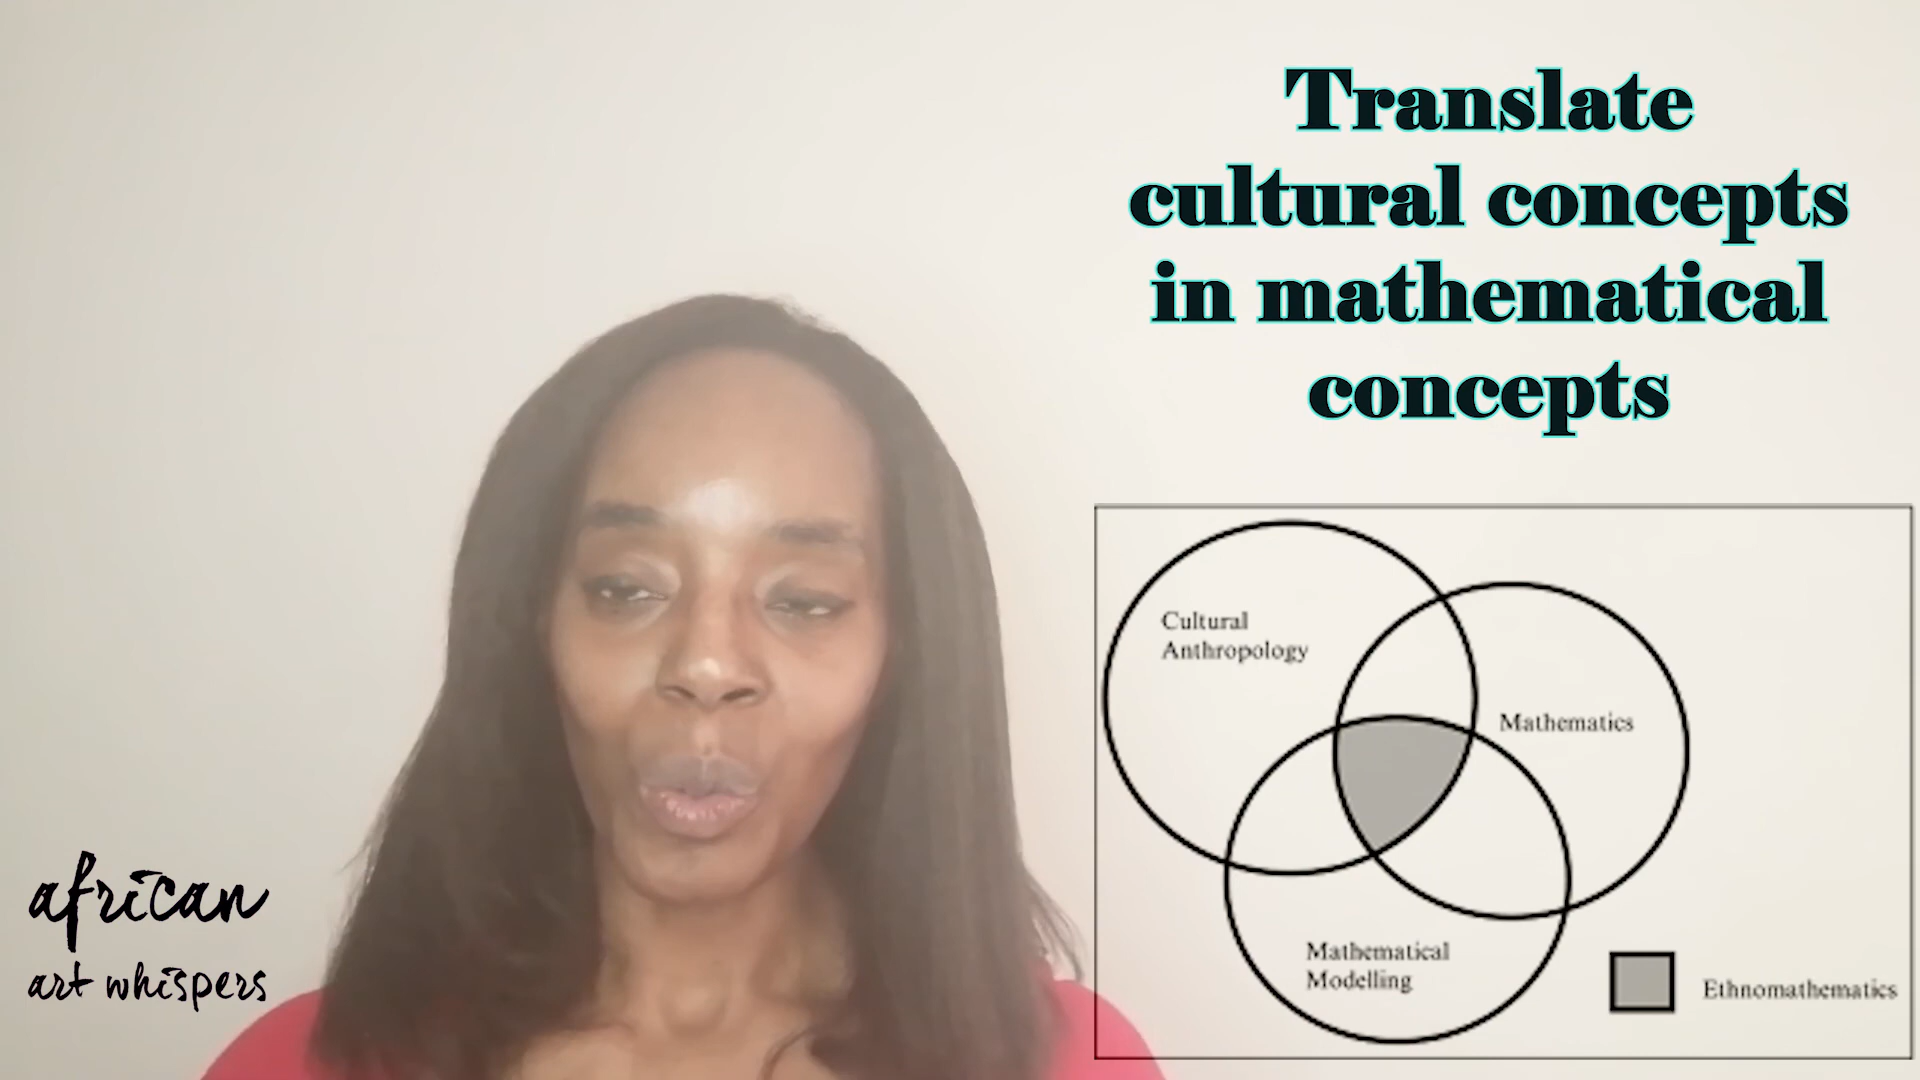 Translate
cultural concepts
in mathematical
concepts
Cultural
Anthropology
Mathematics
Mathematical
Modelling
Ethnomathematics
african
art whispers